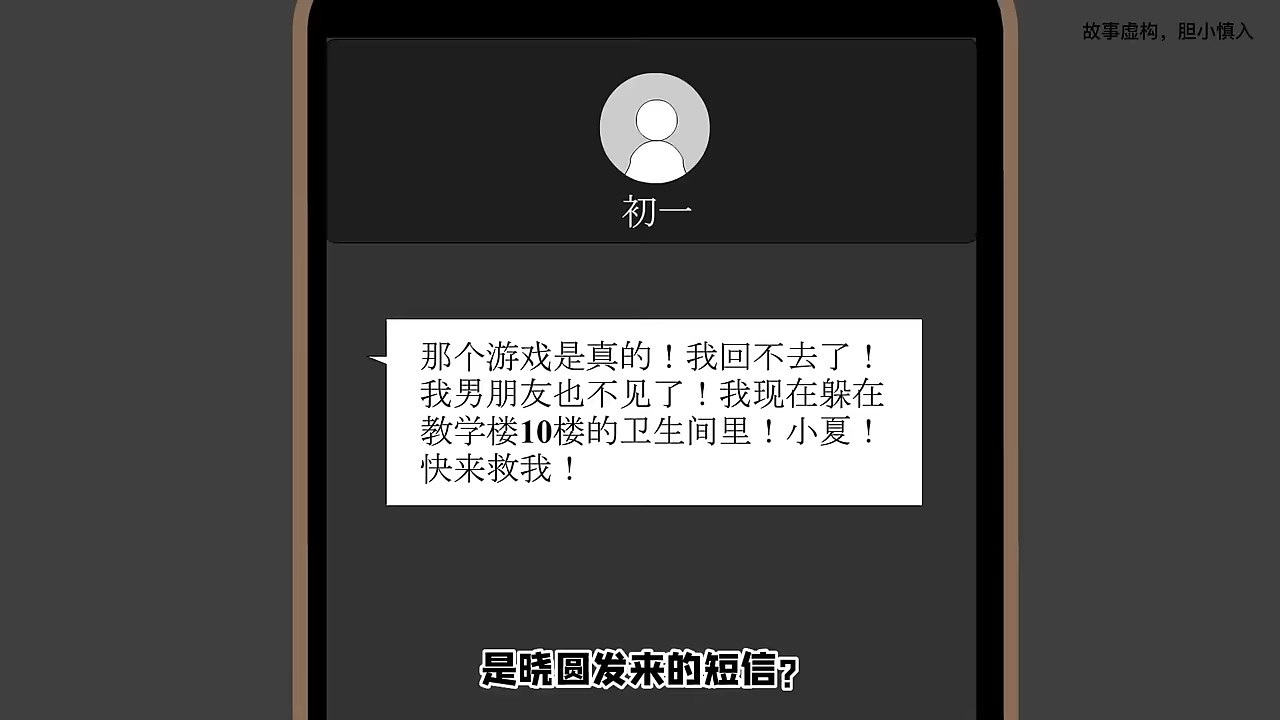 故事虚构，胆小慎入
初一
那个游戏是真的！我回不去了！
我男朋友也不见了！我现在躲在
教学楼10楼的卫生间里！小夏！
快来救我！
是晓圆发来的短信？